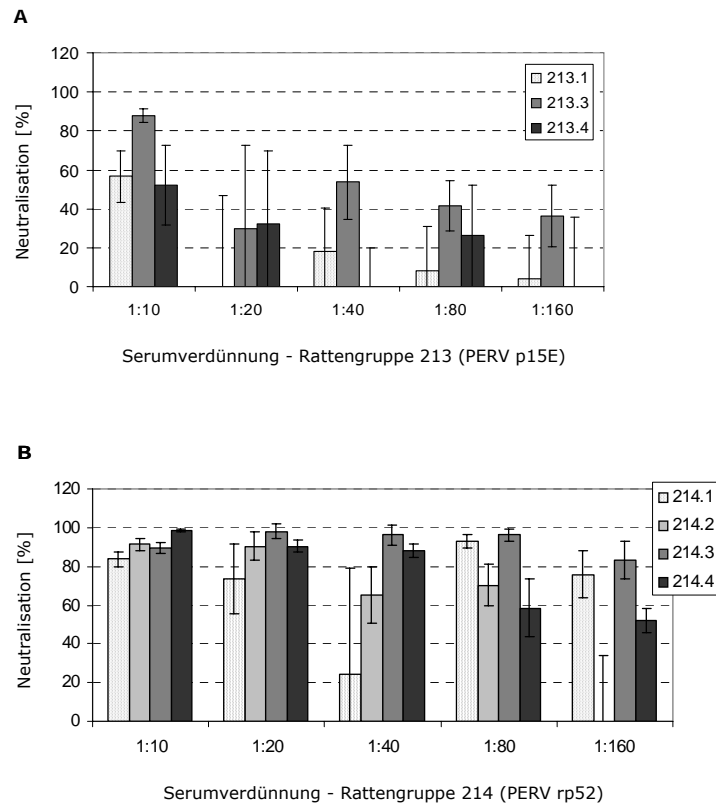 A
120
100
80
60
40
20
0
Neutralisation [%]
213.1
213.3
213.4
1:10 1:20 1:40 1:80 1:160
Serumverdünnung - Rattengruppe 213 (PERV p15E)
B
120
100
80
60
40
20
0
Neutralisation [%]
214.1
214.2
214.3
214.4
1:10 1:20 1:40 1:80 1:160
Serumverdünnung - Rattengruppe 214 (PERV rp52)